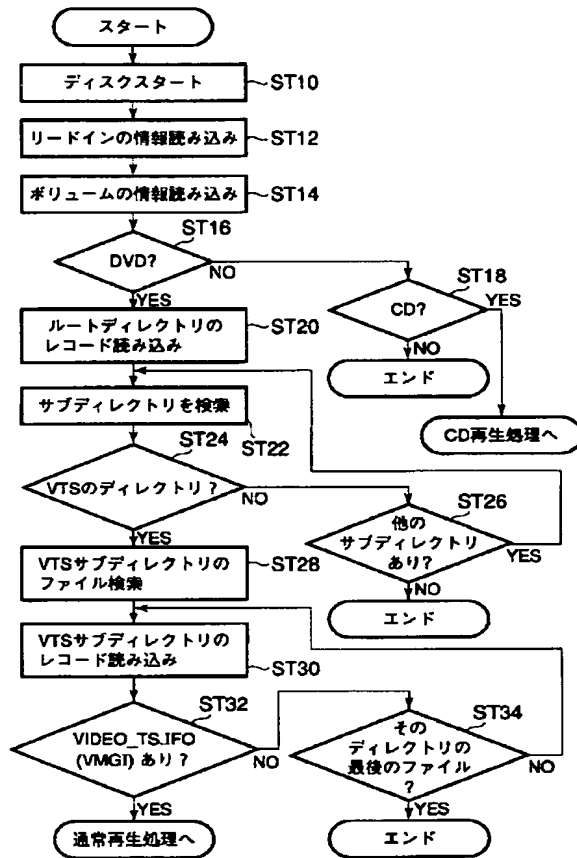 スタート
ディスクスタート
ST10
リードインの情報読み込み
ST12
ボリュームの情報読み込み
ST14
ST16
DVD?
NO
YES
ST18
CD?
YES
NO
エンド
CD再生処理へ
ルートディレクトリの
レコード読み込み
ST20
サブディレクトリを検索
ST22
ST24
VTSのディレクトリ?
NO
YES
ST26
他の
サブディレクトリ
あり?
YES
NO
エンド
VTSサブディレクトリの
ファイル検索
ST28
VTSサブディレクトリの
レコード読み込み
ST30
ST32
VIDEO_TS.IFO
(VMGI) あり?
NO
YES
通常再生処理へ
ST34
その
ディレクトリの
最後のファイル
?
NO
YES
エンド